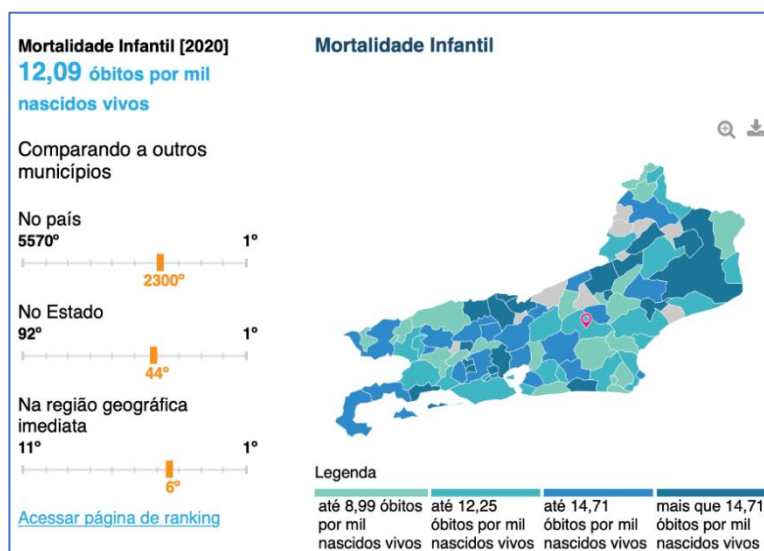 Mortalidade Infantil [2020]
12,09 óbitos por mil
nascidos vivos
Comparando a outros
municípios
No país
5570º 1º
2300º
No Estado
92º 1º
44º
Na região geográfica
imediata
11º 1º
6º
Acessar página de ranking
Mortalidade Infantil
Legenda
até 8,99 óbitos
por mil
nascidos vivos
até 12,25
óbitos por mil
nascidos vivos
até 14,71
óbitos por mil
nascidos vivos
mais que 14,71
óbitos por mil
nascidos vivos